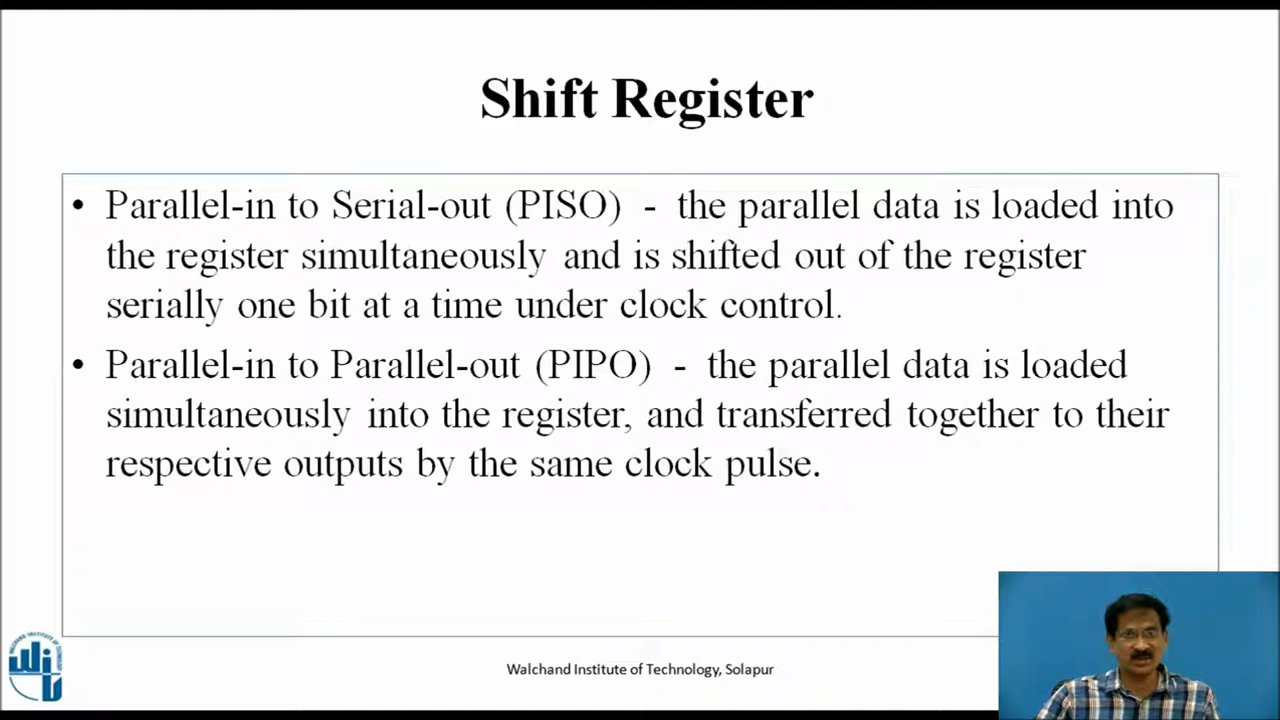 Shift Register
• Parallel-in to Serial-out (PISO) - the parallel data is loaded into
the register simultaneously and is shifted out of the register
serially one bit at a time under clock control.
• Parallel-in to Parallel-out (PIPO) - the parallel data is loaded
simultaneously into the register, and transferred together to their
respective outputs by the same clock pulse.
Walchand Institute of Technology, Solapur